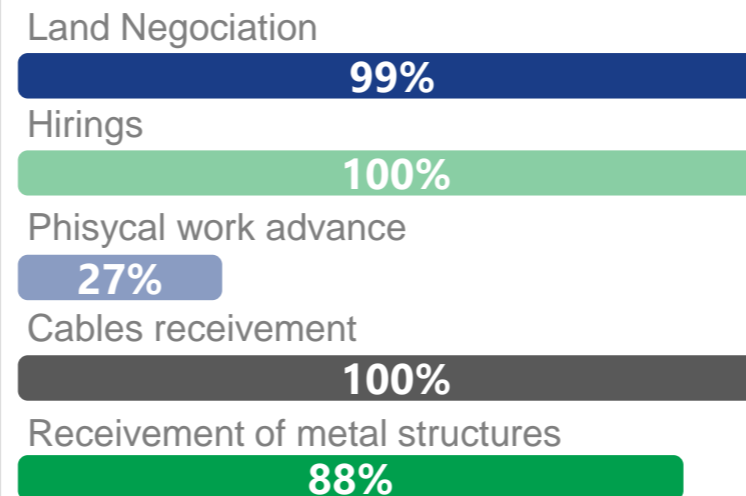 Land Negociation
99%
Hirings
100%
Phisycal work advance
27%
Cables receivement
100%
Receivement of metal structures
88%